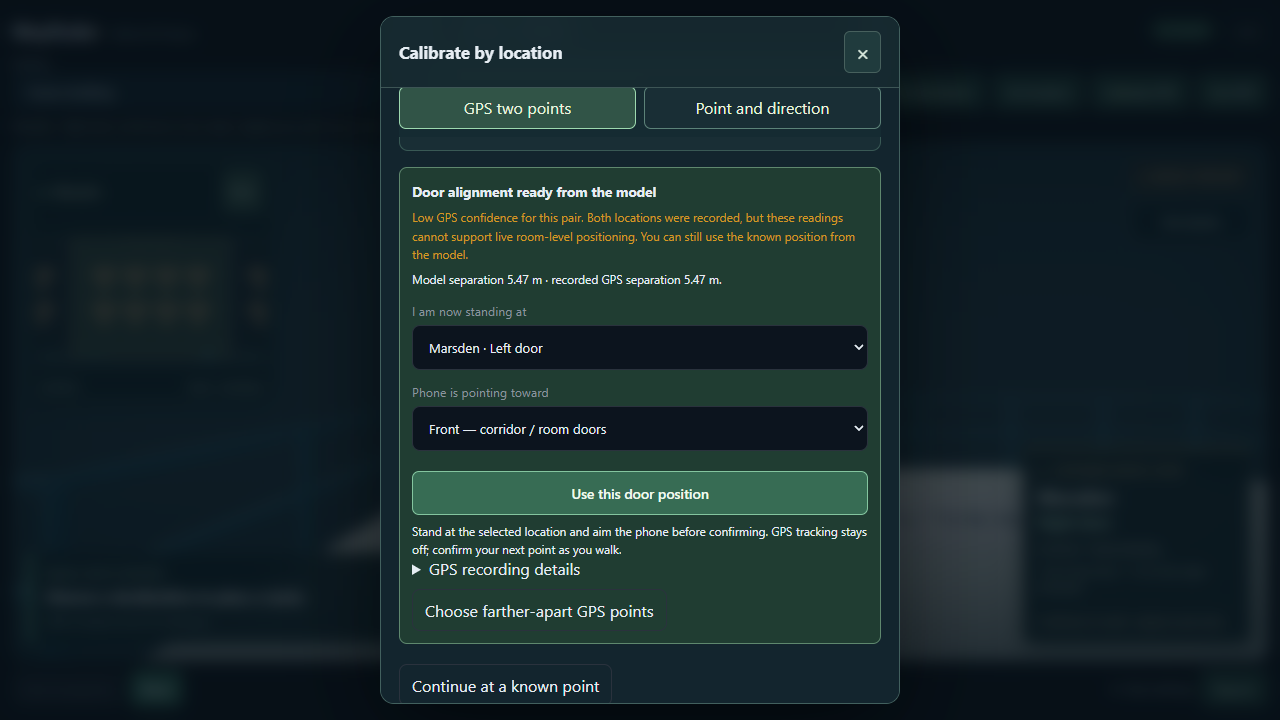 Calibrate by location
×
GPS two points
Point and direction
Door alignment ready from the model
Low GPS confidence for this pair. Both locations were recorded, but these readings
cannot support live room-level positioning. You can still use the known position from
the model.
Model separation 5.47 m · recorded GPS separation 5.47 m.
I am now standing at
Marsden · Left door
Phone is pointing toward
Front — corridor / room doors
Use this door position
Stand at the selected location and aim the phone before confirming. GPS tracking stays
off; confirm your next point as you walk.
GPS recording details
Choose farther-apart GPS points
Continue at a known point